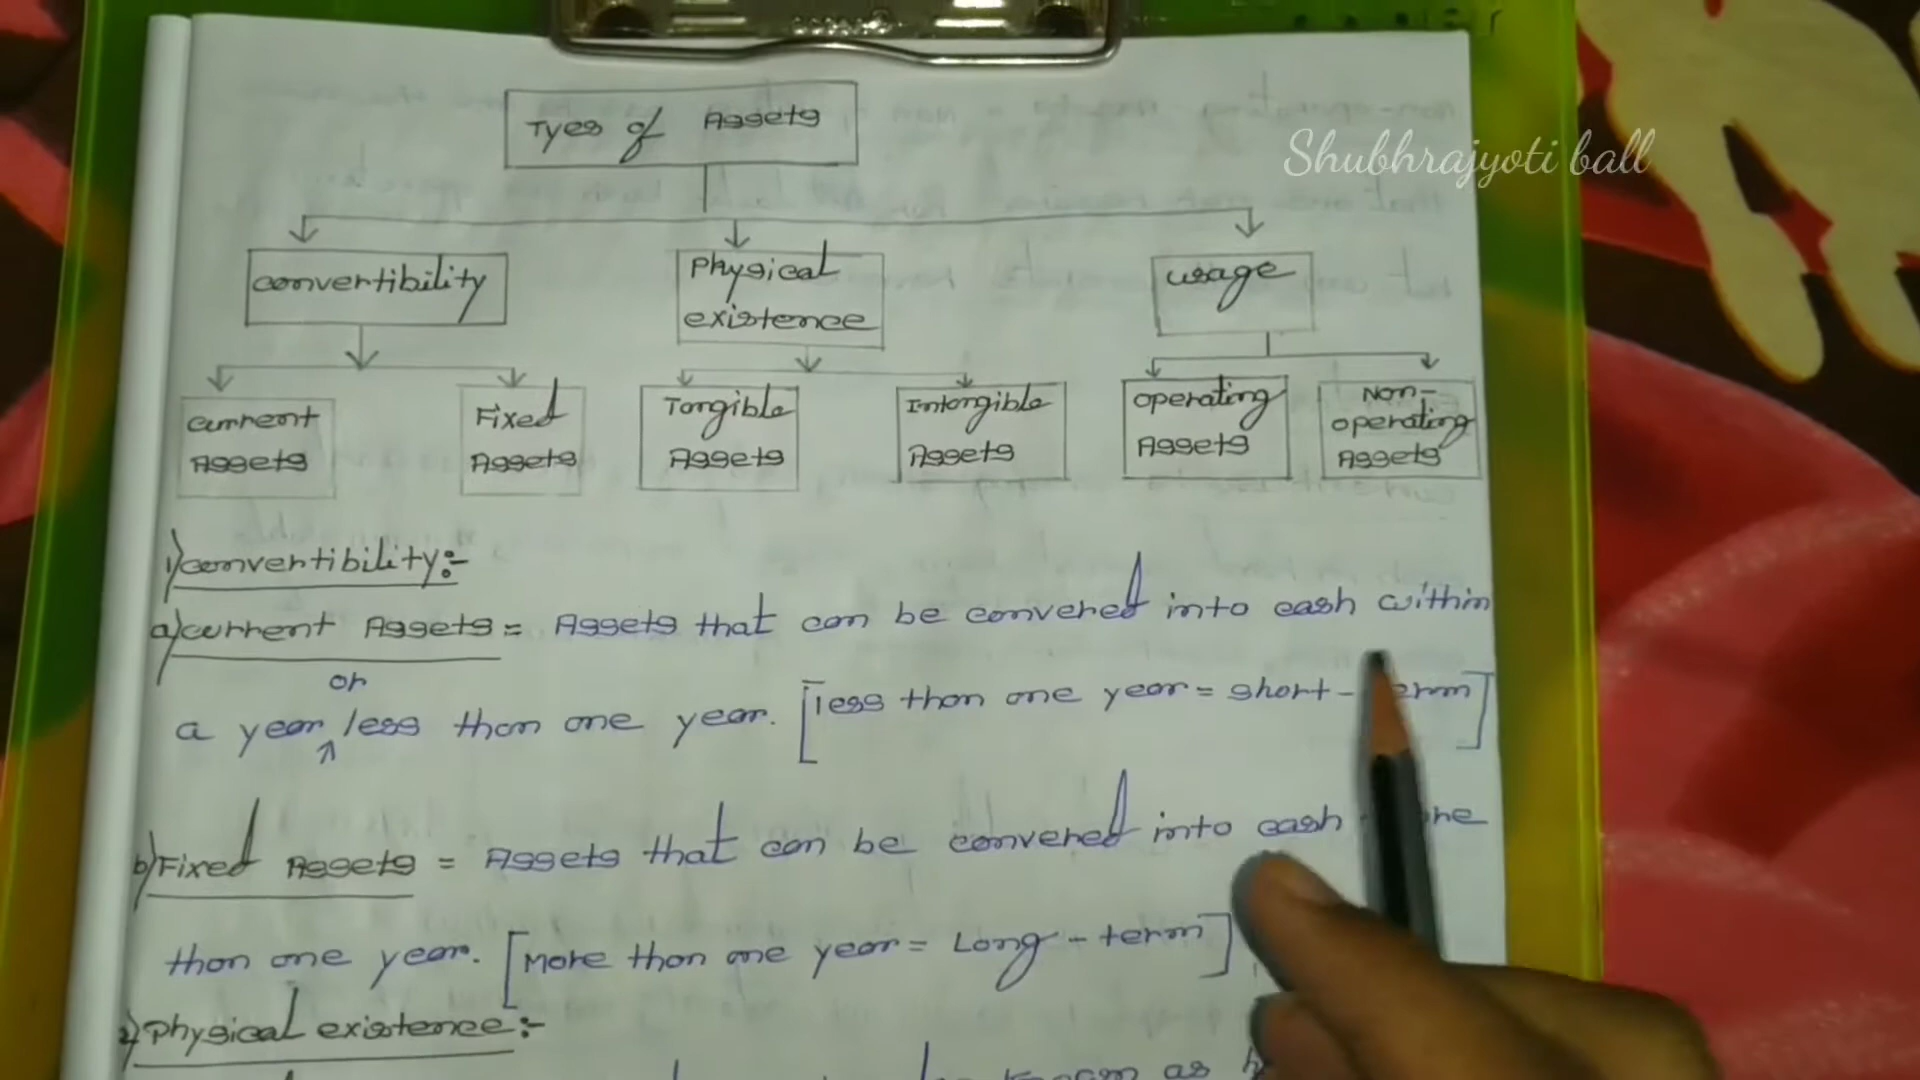 Tyes of Assets
Shubhrajyoti ball
convertibility
Physical
existence
usage
current
Assets
Fixed
Assets
Tangible
Assets
Intangible
Assets
operating
Assets
Non-
operating
Assets
1) convertibility:-
a) current Assets = Assets that can be convered into cash within
or
a year less than one year. [less than one year = short-term]
b) Fixed Assets = Assets that can be convered into cash
than one year. [More than one year = Long-term]
2) Physical existence:-
known as